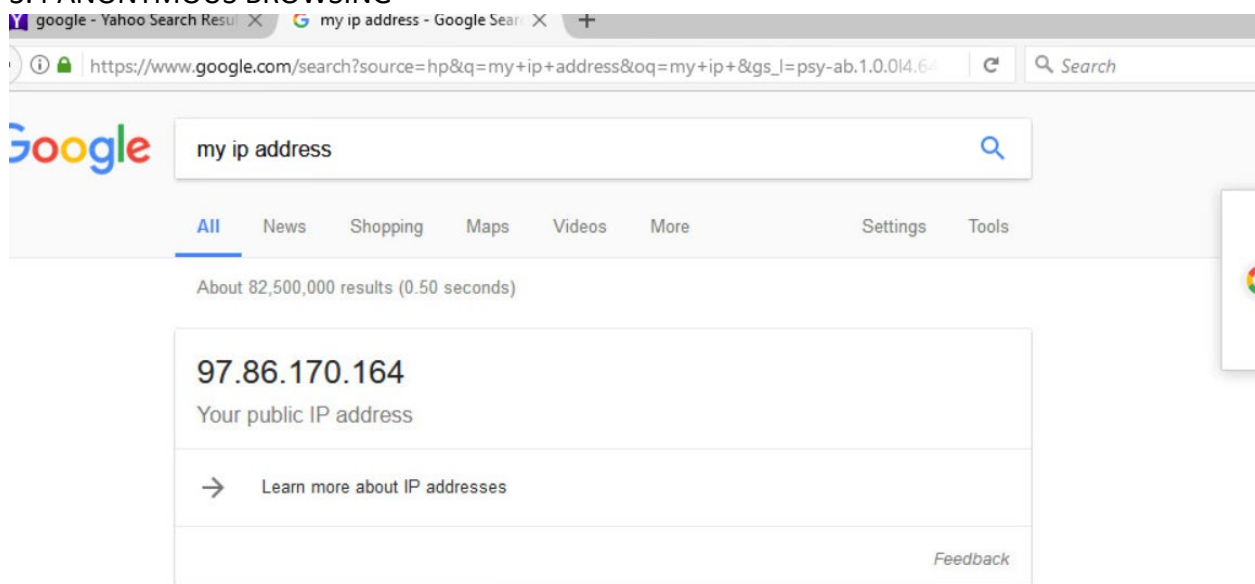 ANONYMOUS BROWSING
google - Yahoo Search Resul
my ip address - Google Sear
https://www.google.com/search?source=hp&q=my+ip+address&oq=my+ip+&gs_l=psy-ab.1.0.0l4.64
Search
Google
my ip address
All News Shopping Maps Videos More Settings Tools
About 82,500,000 results (0.50 seconds)
97.86.170.164
Your public IP address
Learn more about IP addresses
Feedback